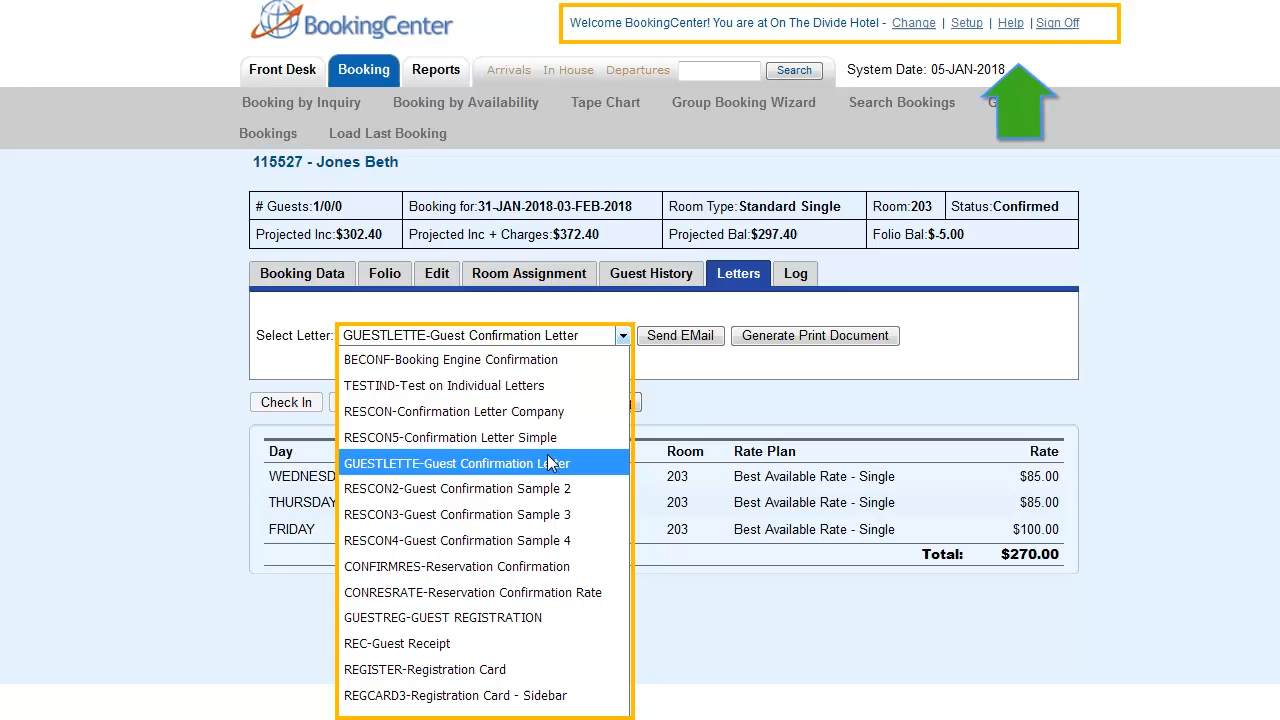 BookingCenter
Welcome BookingCenter! You are at On The Divide Hotel - Change | Setup | Help | Sign Off
Front Desk Booking Reports Arrivals In House Departures Search System Date: 05-JAN-2018
Booking by Inquiry Booking by Availability Tape Chart Group Booking Wizard Search Bookings
Bookings Load Last Booking
115527 - Jones Beth
# Guests:1/0/0 Booking for:31-JAN-2018-03-FEB-2018 Room Type:Standard Single Room:203 Status:Confirmed
Projected Inc:$302.40 Projected Inc + Charges:$372.40 Projected Bal:$297.40 Folio Bal:$-5.00
Booking Data Folio Edit Room Assignment Guest History Letters Log
Select Letter: GUESTLETTE-Guest Confirmation Letter Send EMail Generate Print Document
BECONF-Booking Engine Confirmation
TESTIND-Test on Individual Letters
Check In
RESCON-Confirmation Letter Company
RESCON5-Confirmation Letter Simple
GUESTLETTE-Guest Confirmation Letter
RESCON2-Guest Confirmation Sample 2
RESCON3-Guest Confirmation Sample 3
RESCON4-Guest Confirmation Sample 4
CONFIRMRES-Reservation Confirmation
CONRESRATE-Reservation Confirmation Rate
GUESTREG-GUEST REGISTRATION
REC-Guest Receipt
REGISTER-Registration Card
REGCARD3-Registration Card - Sidebar
Day Room Rate Plan Rate
WEDNESD 203 Best Available Rate - Single $85.00
THURSDAY 203 Best Available Rate - Single $85.00
FRIDAY 203 Best Available Rate - Single $100.00
Total: $270.00